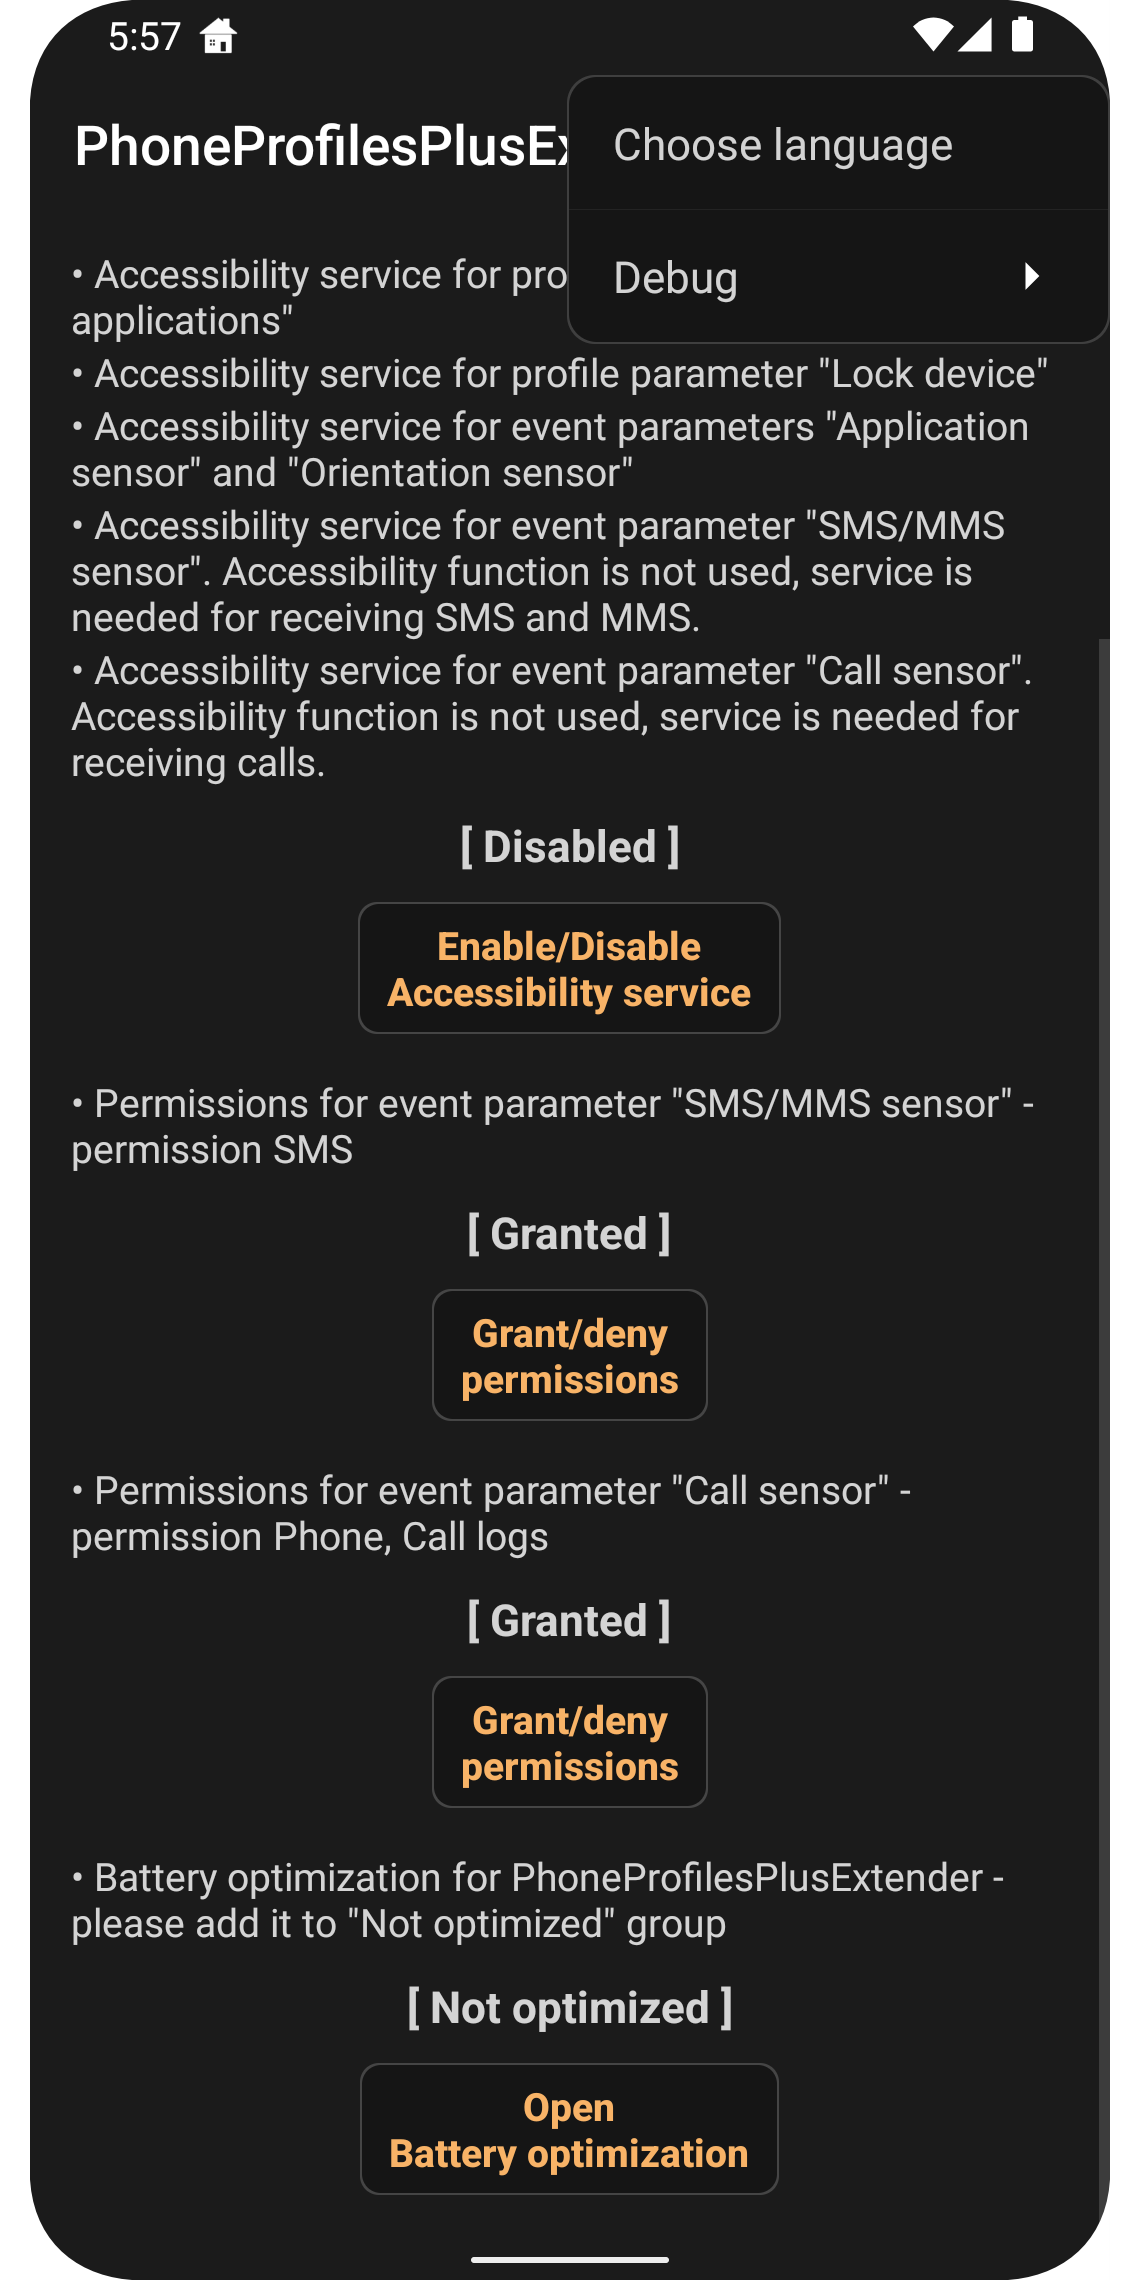 5:57
PhoneProfilesPlusEx
Choose language
Debug
• Accessibility service for pro
applications"
• Accessibility service for profile parameter "Lock device"
• Accessibility service for event parameters "Application
sensor" and "Orientation sensor"
• Accessibility service for event parameter "SMS/MMS
sensor". Accessibility function is not used, service is
needed for receiving SMS and MMS.
• Accessibility service for event parameter "Call sensor".
Accessibility function is not used, service is needed for
receiving calls.
[ Disabled ]
Enable/Disable
Accessibility service
• Permissions for event parameter "SMS/MMS sensor" -
permission SMS
[ Granted ]
Grant/deny
permissions
• Permissions for event parameter "Call sensor" -
permission Phone, Call logs
[ Granted ]
Grant/deny
permissions
• Battery optimization for PhoneProfilesPlusExtender -
please add it to "Not optimized" group
[ Not optimized ]
Open
Battery optimization